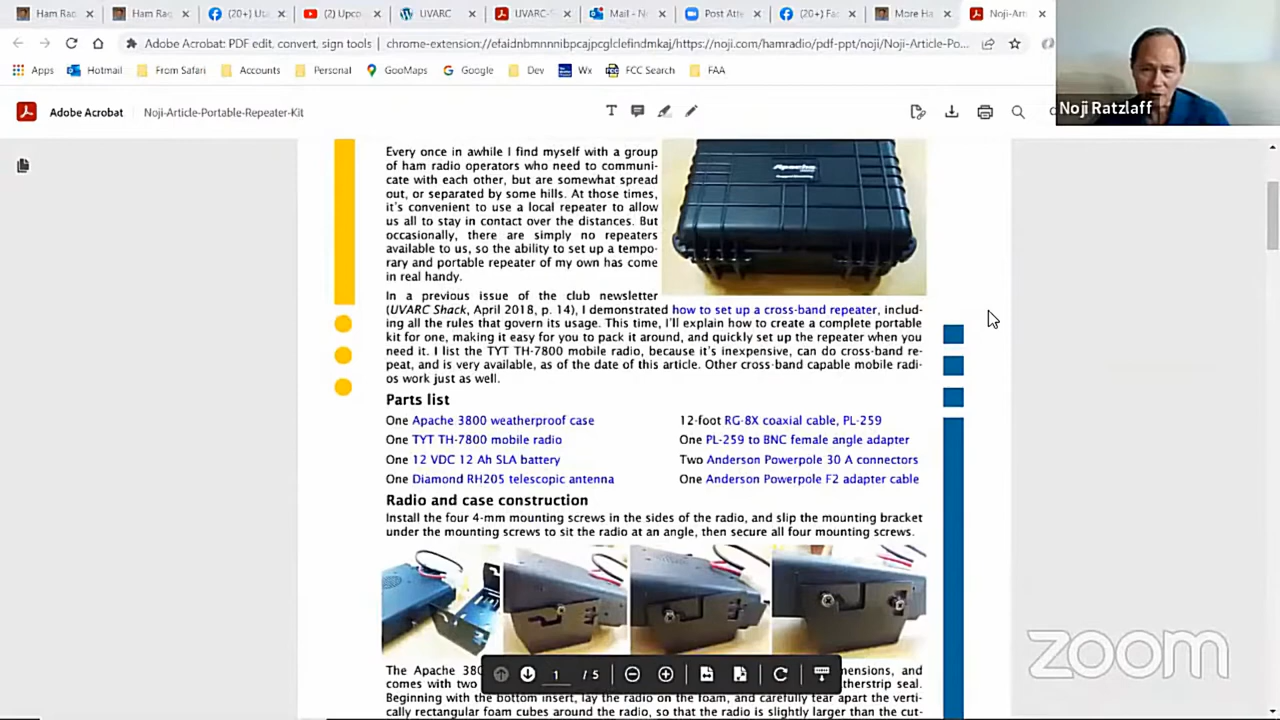 Ham Rad
Ham Rad
(20+) Uta
(2) Upco
UVARC
UVARC-
Mail - N
Post Atte
(20+) Fac
More Ha
Noji-Arti
Adobe Acrobat: PDF edit, convert, sign tools
chrome-extension://efaidnbmnnnibpcajpcglclefindmkaj/https://noji.com/hamradio/pdf-ppt/noji/Noji-Article-Po...
Apps
Hotmail
From Safari
Accounts
Personal
GooMaps
Google
Dev
Wx
FCC Search
FAA
Noji Ratzlaff
Adobe Acrobat
Noji-Article-Portable-Repeater-Kit
Every once in awhile I find myself with a group
of ham radio operators who need to communi-
cate with each other, but are somewhat spread
out, or separated by some hills. At those times,
it's convenient to use a local repeater to allow
us all to stay in contact over the distances. But
occasionally, there are simply no repeaters
available to us, so the ability to set up a tempo-
rary and portable repeater of my own has come
in real handy.
Apache
In a previous issue of the club newsletter
(UVARC Shack, April 2018, p. 14), I demonstrated how to set up a cross-band repeater, includ-
ing all the rules that govern its usage. This time, I'll explain how to create a complete portable
kit for one, making it easy for you to pack it around, and quickly set up the repeater when you
need it. I list the TYT TH-7800 mobile radio, because it's inexpensive, can do cross-band re-
peat, and is very available, as of the date of this article. Other cross-band capable mobile radi-
os work just as well.
Parts list
One Apache 3800 weatherproof case
One TYT TH-7800 mobile radio
One 12 VDC 12 Ah SLA battery
One Diamond RH205 telescopic antenna
12-foot RG-8X coaxial cable, PL-259
One PL-259 to BNC female angle adapter
Two Anderson Powerpole 30 A connectors
One Anderson Powerpole F2 adapter cable
Radio and case construction
Install the four 4-mm mounting screws in the sides of the radio, and slip the mounting bracket
under the mounting screws to sit the radio at an angle, then secure all four mounting screws.
The Apache 380 mensions, and
comes with two therstrip seal.
Beginning with the bottom insert, lay the radio on the foam, and carefully tear apart the verti-
cally rectangular foam cubes around the radio, so that the radio is slightly larger than the cut-
1 / 5
zoom